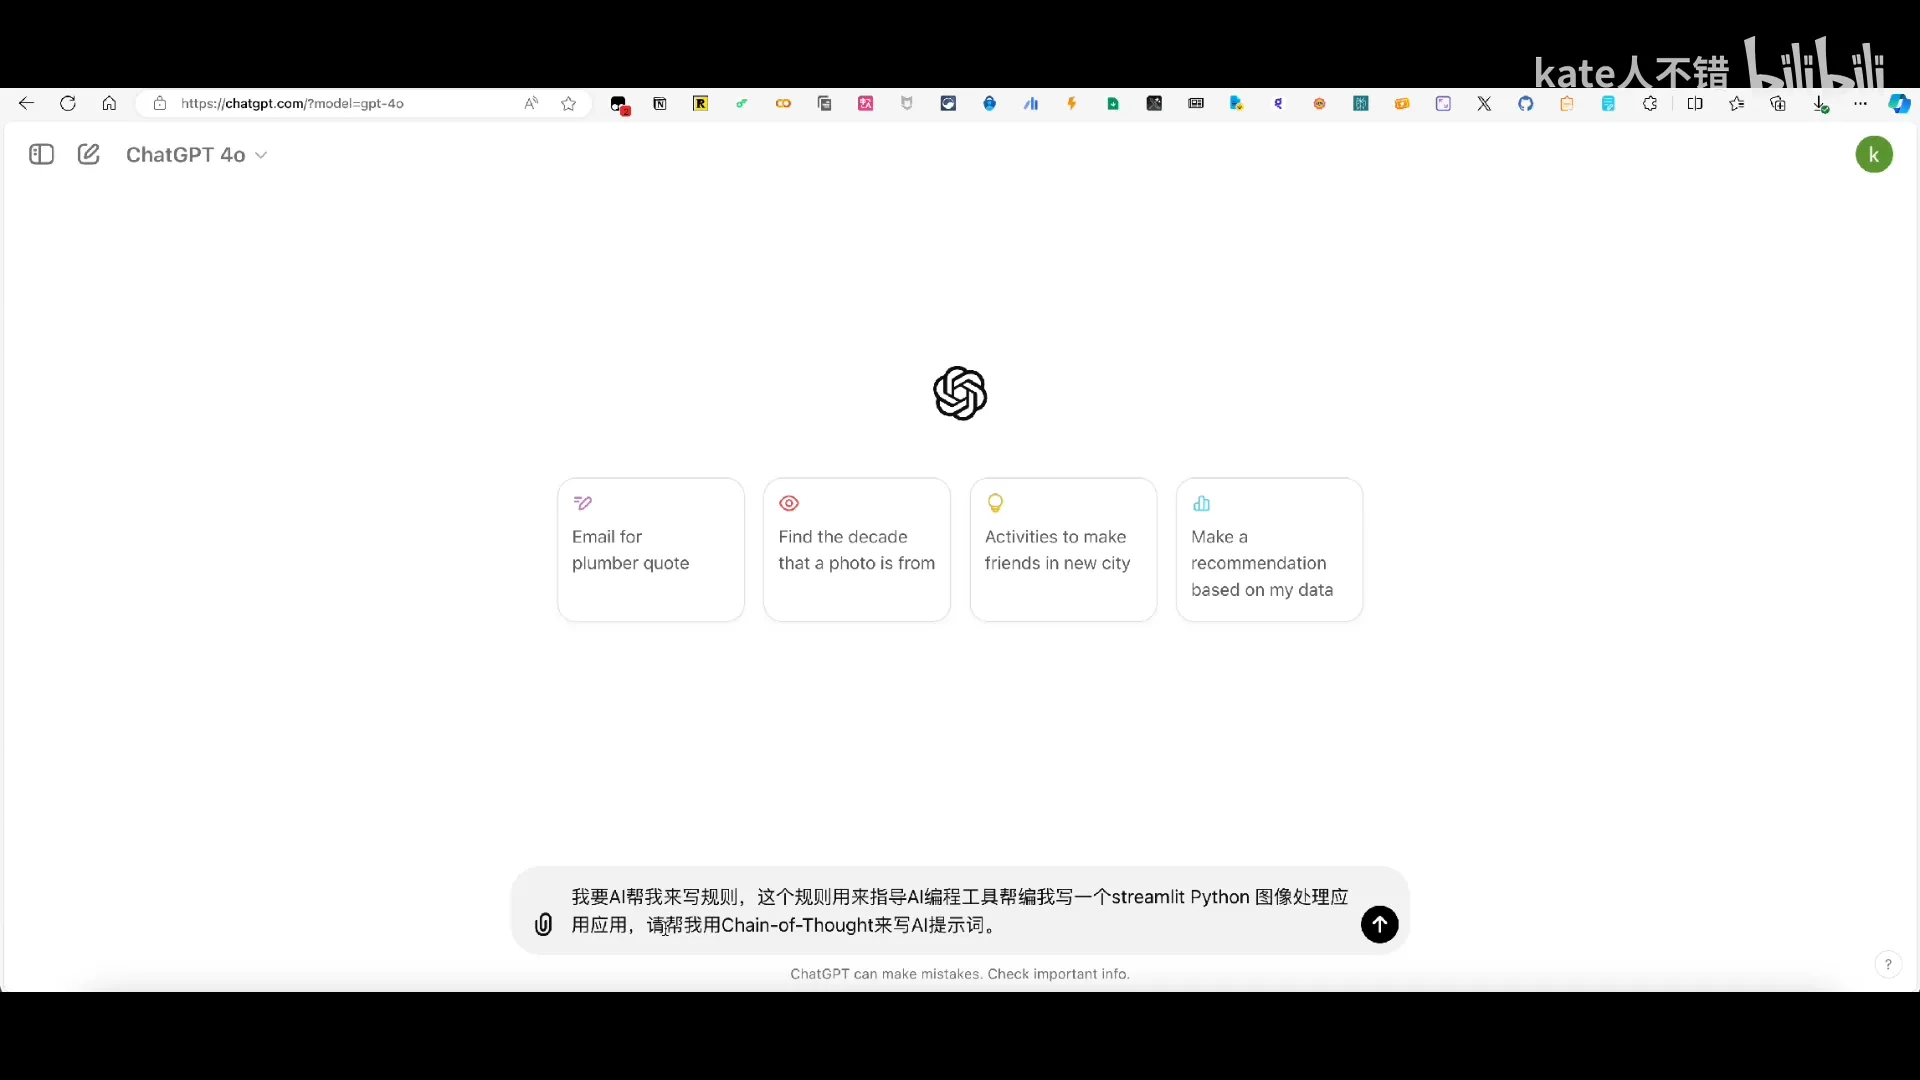 kate人不错 bilibili
https://chatgpt.com/?model=gpt-4o
ChatGPT 4o
k
Email for
plumber quote
Find the decade
that a photo is from
Activities to make
friends in new city
Make a
recommendation
based on my data
我要AI帮我来写规则，这个规则用来指导AI编程工具帮编我写一个streamlit Python 图像处理应
用应用，请帮我用Chain-of-Thought来写AI提示词。
ChatGPT can make mistakes. Check important info.
?